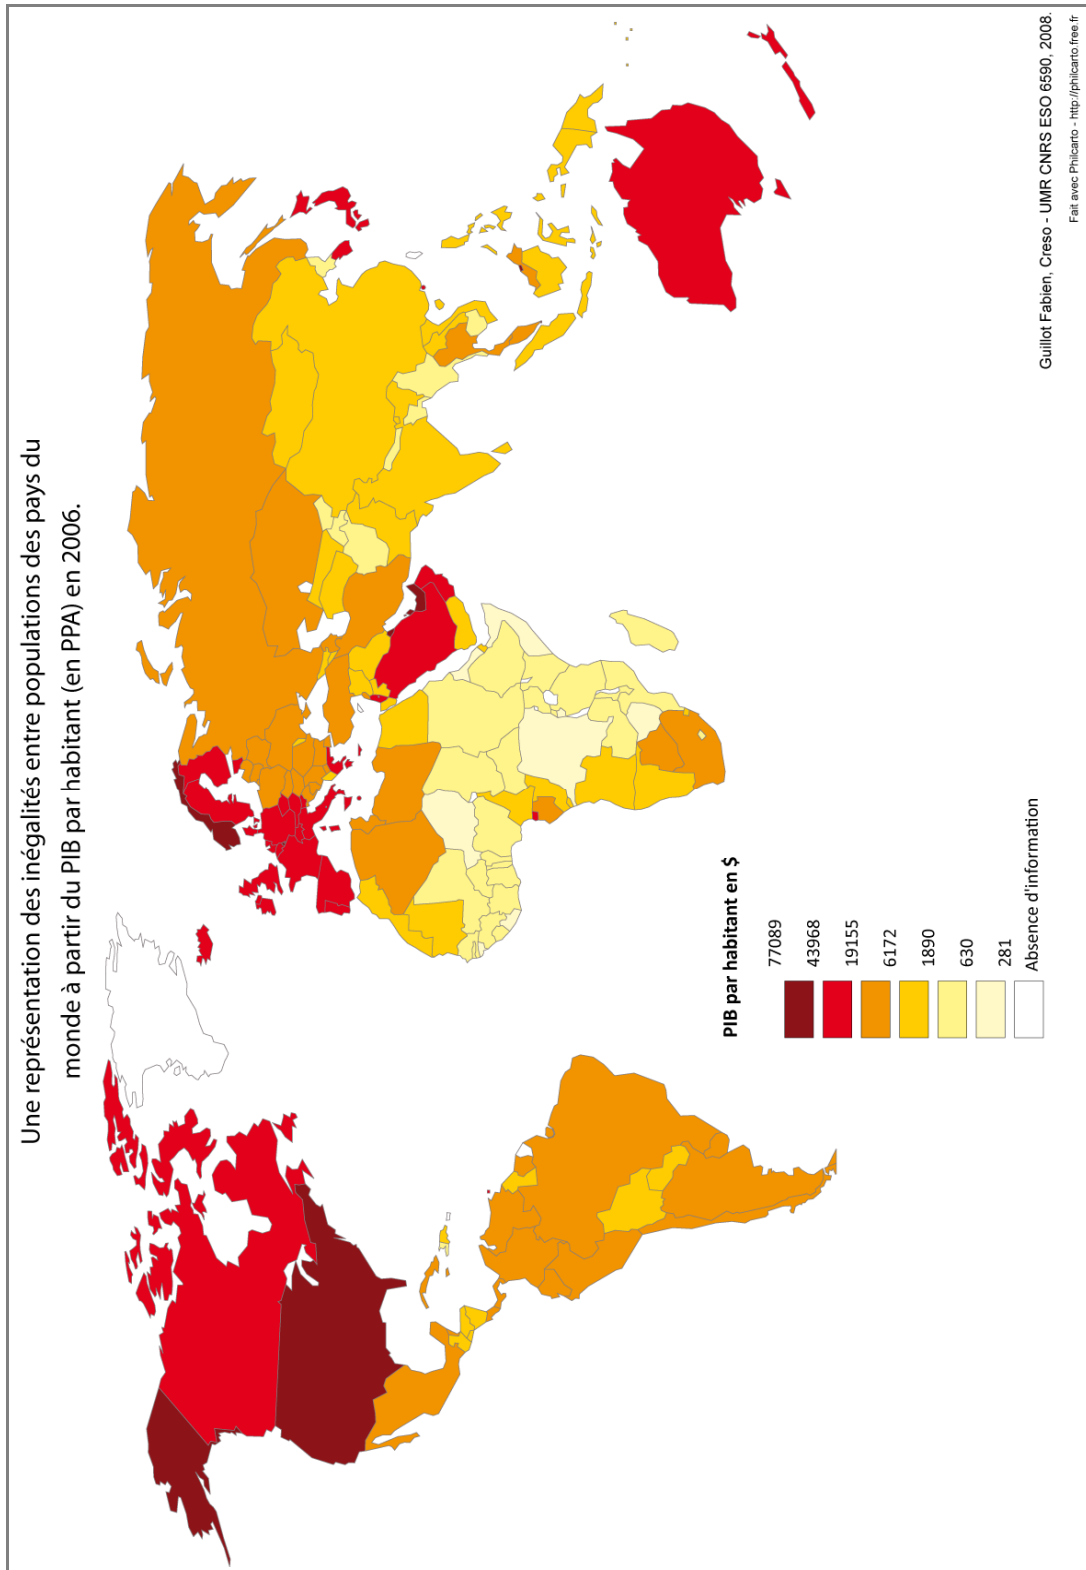 Une représentation des inégalités entre populations des pays du
monde à partir du PIB par habitant (en PPA) en 2006.
PIB par habitant en $
77089
43968
19155
6172
1890
630
281
Absence d'information
Guillot Fabien, Creso - UMR CNRS ESO 6590, 2008.
Fait avec Philcarto - http://philcarto.free.fr